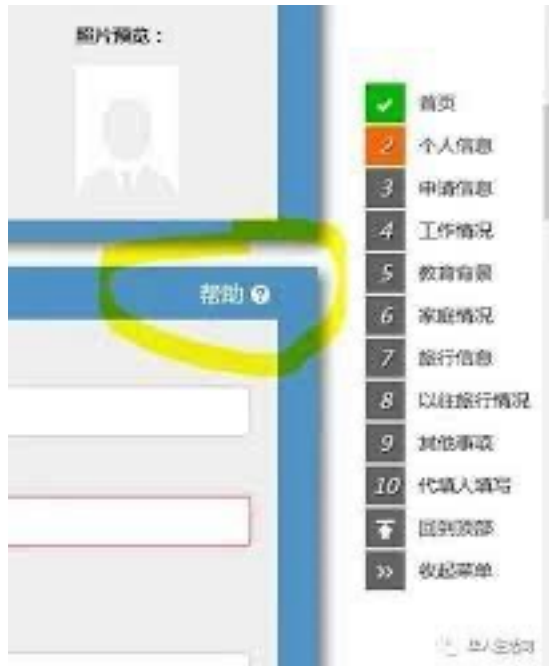 照片预览：
首页
2 个人信息
3 申请信息
4 工作情况
帮助 ?
5 教育背景
6 家庭情况
7 旅行信息
8 以往旅行情况
9 其他事项
10 代填人填写
回到顶部
收起菜单